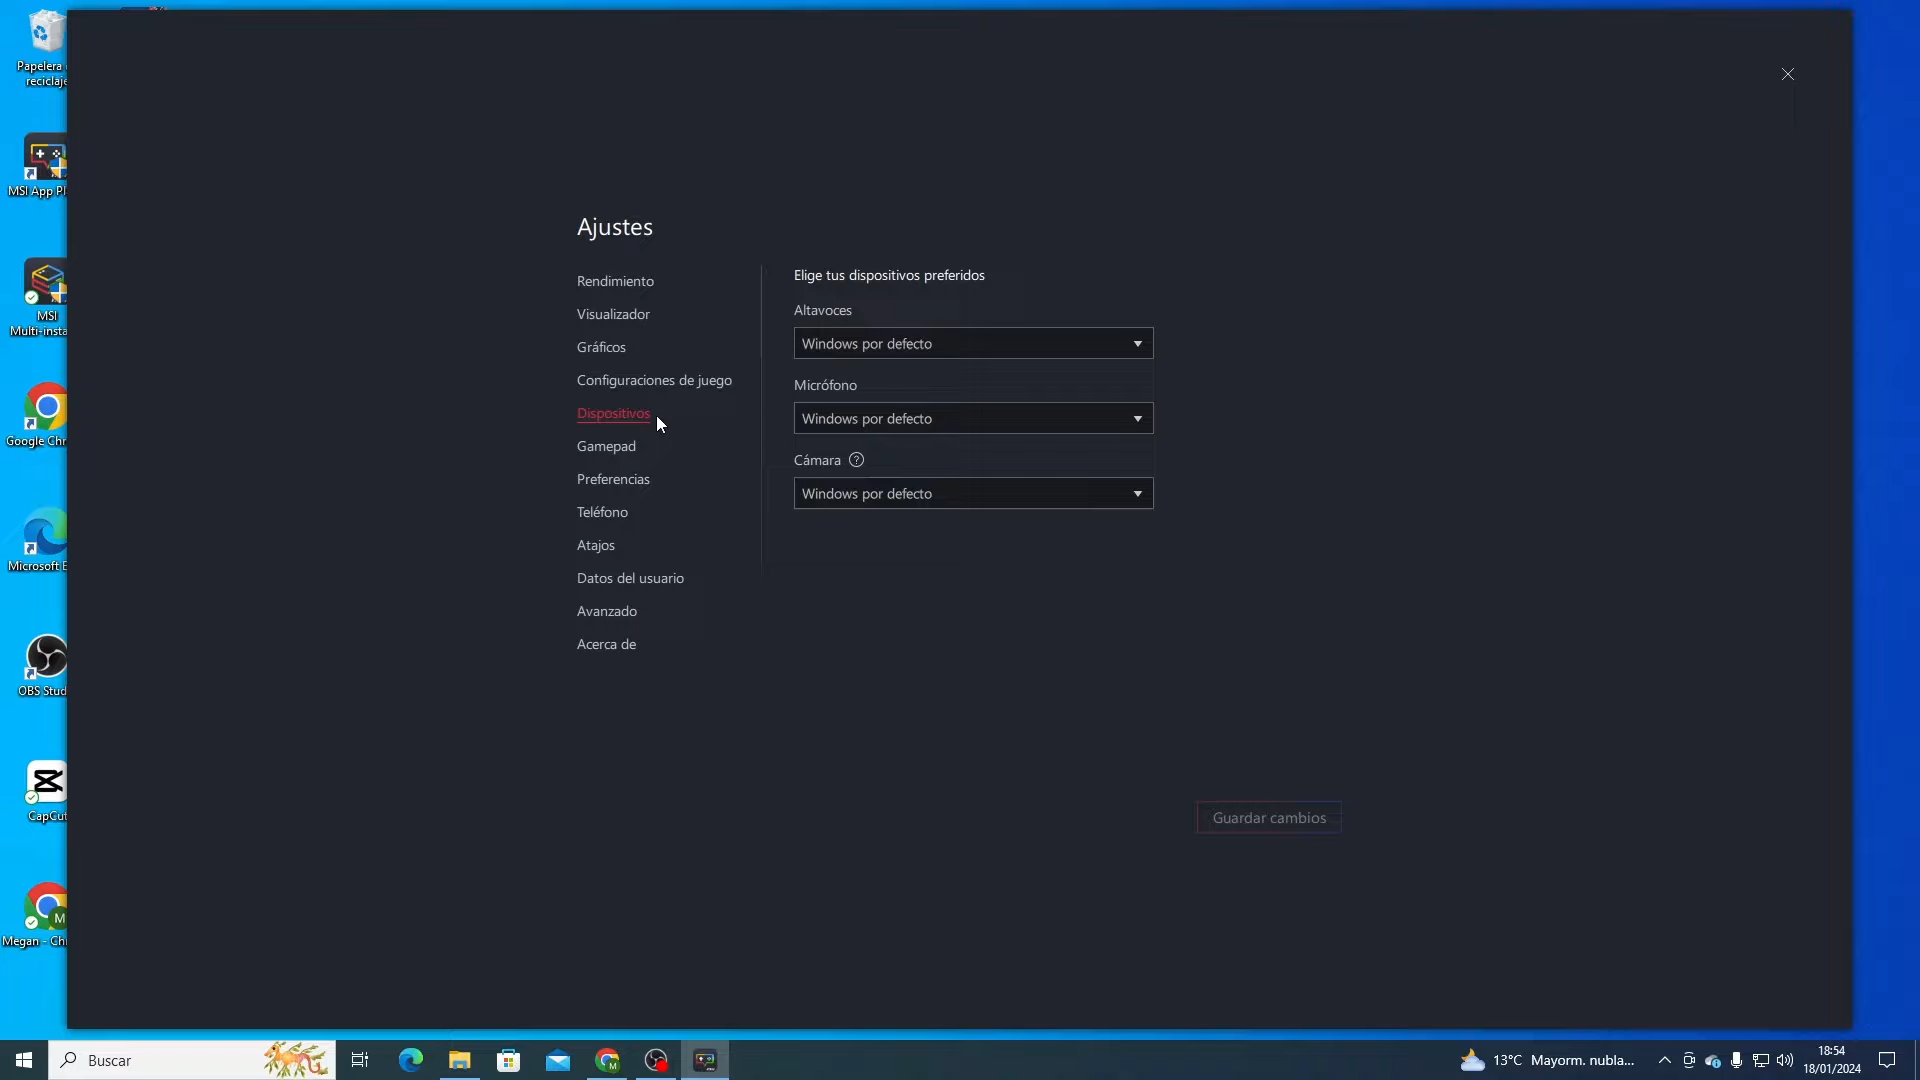 Papelera
reciclaje
MSI App Pl
MSI
Multi-insta
Google Chr
Microsoft E
OBS Stud
CapCut
M
Megan - Ch
Ajustes
Rendimiento
Visualizador
Gráficos
Configuraciones de juego
Dispositivos
Gamepad
Preferencias
Teléfono
Atajos
Datos del usuario
Avanzado
Acerca de
Elige tus dispositivos preferidos
Altavoces
Windows por defecto
Micrófono
Windows por defecto
Cámara ?
Windows por defecto
Guardar cambios
Buscar
M
13°C Mayorm. nubla...
18:54
18/01/2024